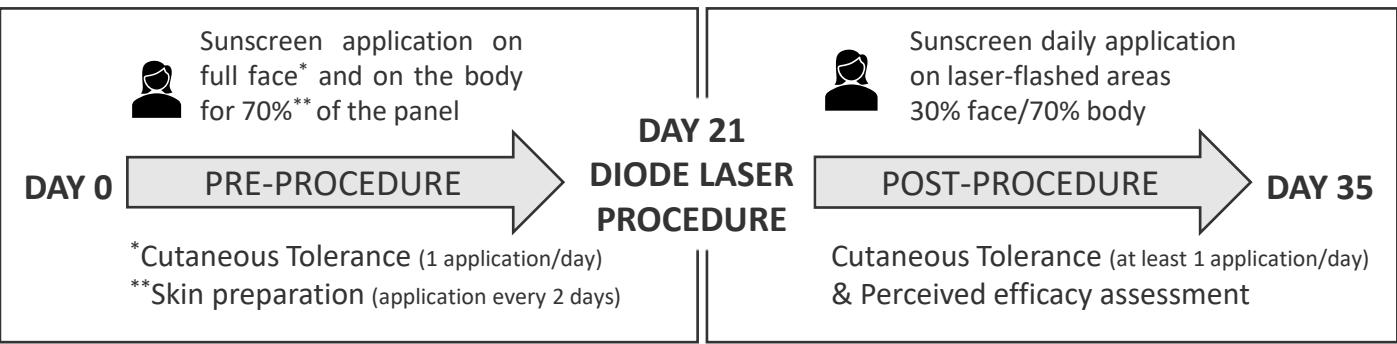 Sunscreen application on
full face* and on the body
for 70%** of the panel
DAY 0
PRE-PROCEDURE
*Cutaneous Tolerance (1 application/day)
**Skin preparation (application every 2 days)
DAY 21
DIODE LASER
PROCEDURE
Sunscreen daily application
on laser-flashed areas
30% face/70% body
POST-PROCEDURE
DAY 35
Cutaneous Tolerance (at least 1 application/day)
& Perceived efficacy assessment